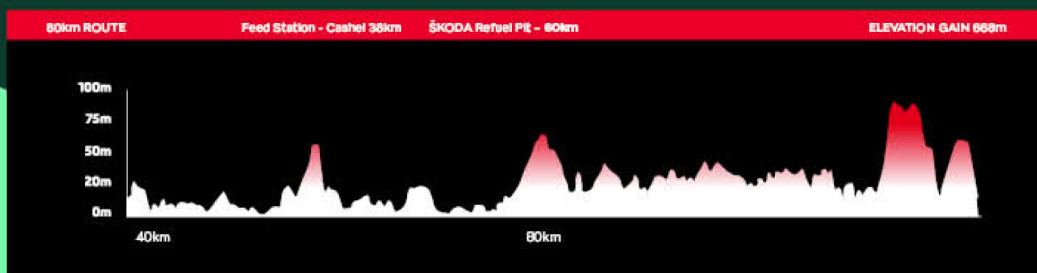 80km ROUTE
Feed Station - Cashel 38km
ŠKODA Refuel Pit – 60km
ELEVATION GAIN 668m
100m
75m
50m
20m
0m
40km
80km